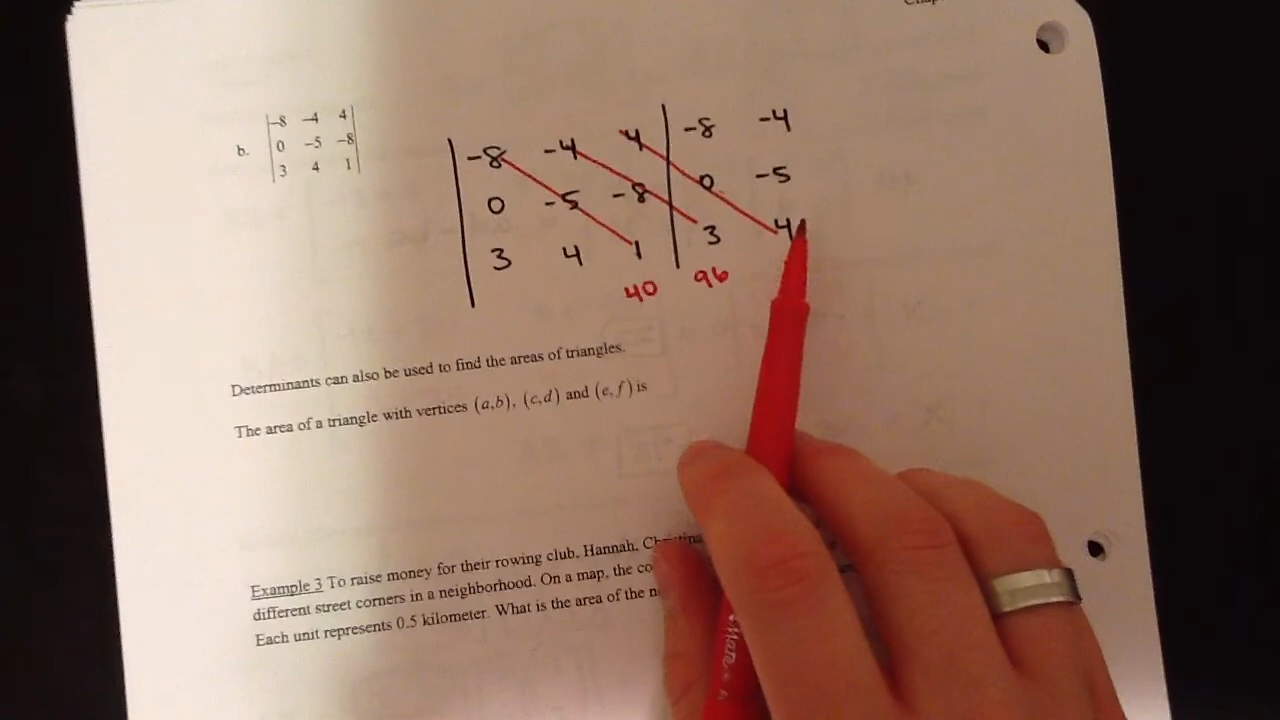 b.
-8 -4 4
0 -5 -8
3 4 1
-8 -4 4 -8 -4
0 -5 -8 0 -5
3 4 1 3 4
40 96
Determinants can also be used to find the areas of triangles.
The area of a triangle with vertices (a,b), (c,d) and (e,f) is
Example 3 To raise money for their rowing club, Hannah,
different street corners in a neighborhood. On a map, the
Each unit represents 0.5 kilometer. What is the area of the